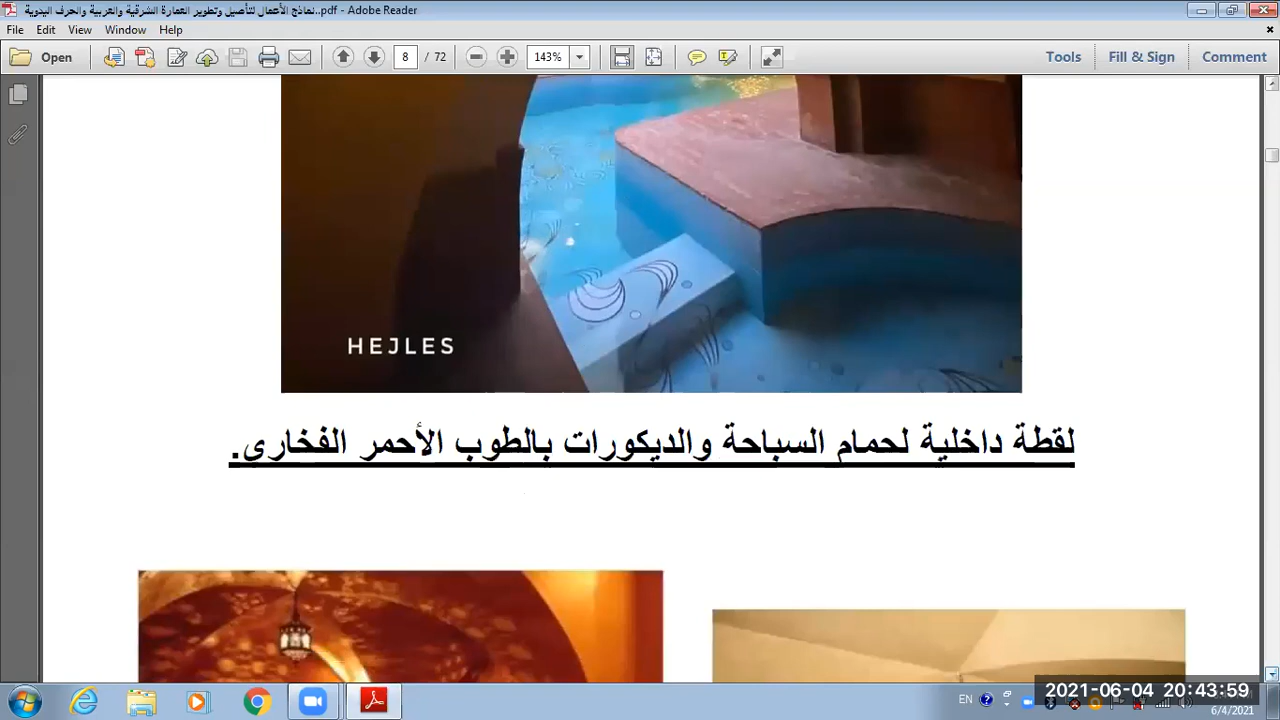 نماذج الأعمال لتأصيل وتطوير العمارة الشرقية والعربية والحرف اليدوية..pdf - Adobe Reader
File Edit View Window Help
Open 8 / 72 143% Tools Fill & Sign Comment
HEJLES
لقطة داخلية لحمام السباحة والديكورات بالطوب الأحمر الفخارى.
EN
2021-06-04 20:43:59
6/4/2021